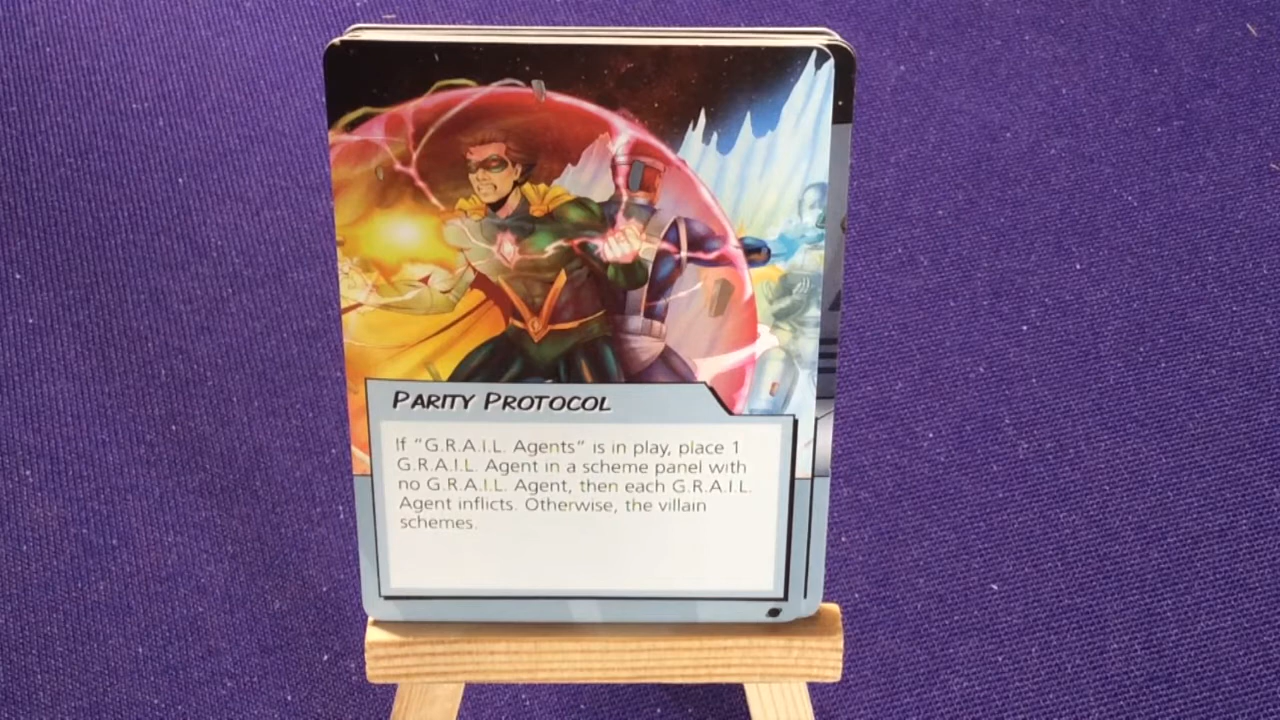 Parity Protocol
If "G.R.A.I.L. Agents" is in play, place 1
G.R.A.I.L. Agent in a scheme panel with
no G.R.A.I.L. Agent, then each G.R.A.I.L.
Agent inflicts. Otherwise, the villain
schemes.